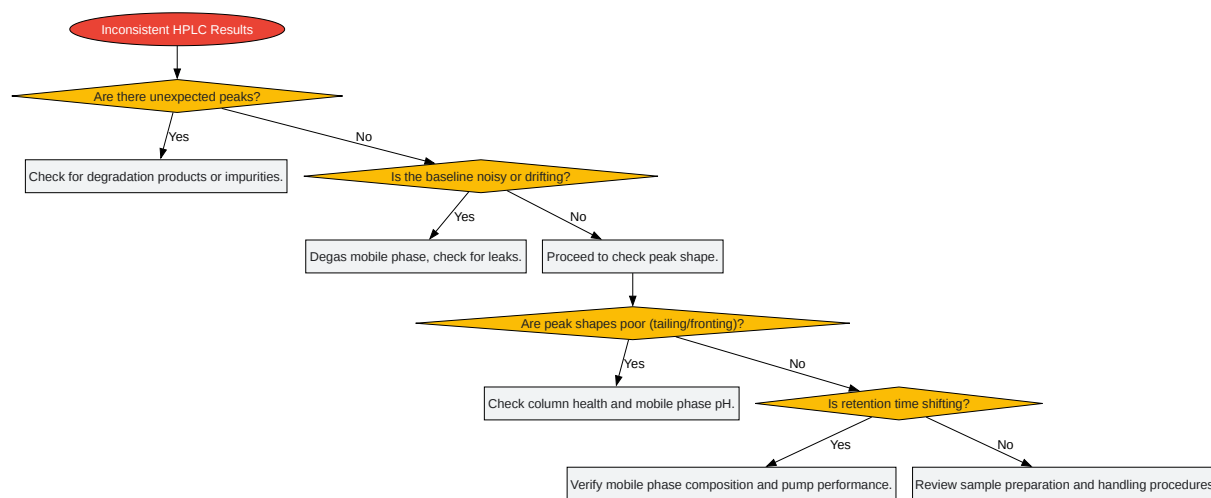 Inconsistent HPLC Results
Are there unexpected peaks?
Yes
No
Check for degradation products or impurities.
Is the baseline noisy or drifting?
Yes
No
Degas mobile phase, check for leaks.
Proceed to check peak shape.
Are peak shapes poor (tailing/fronting)?
Yes
No
Check column health and mobile phase pH.
Is retention time shifting?
Yes
No
Verify mobile phase composition and pump performance.
Review sample preparation and handling procedures